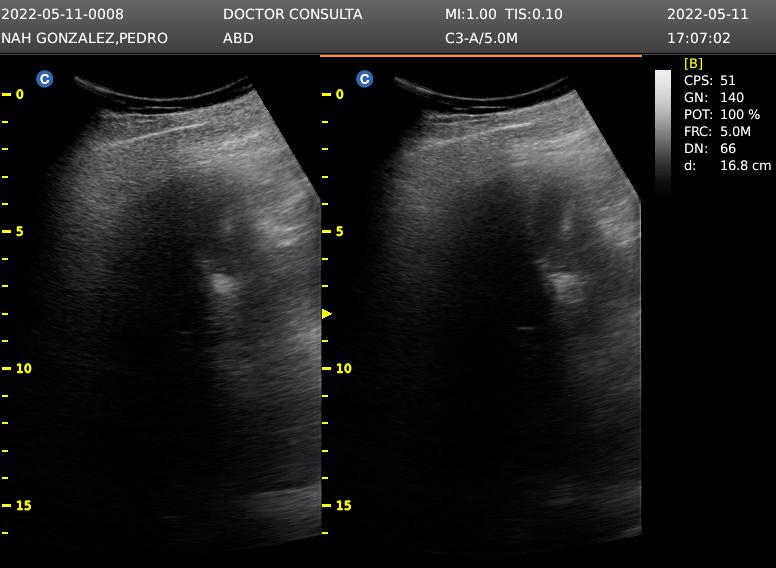 2022-05-11-0008 DOCTOR CONSULTA MI:1.00 TIS:0.10 2022-05-11
NAH GONZALEZ,PEDRO ABD C3-A/5.0M 17:07:02
[B]
CPS: 51
GN: 140
POT: 100 %
FRC: 5.0M
DN: 66
d: 16.8 cm
C C
0 0
5 5
10 10
15 15